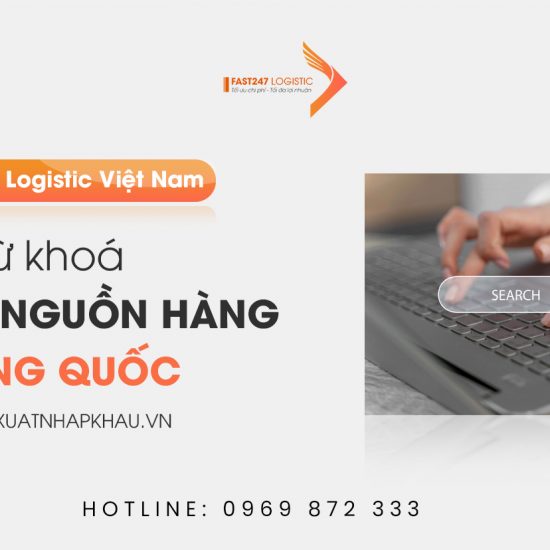 FAST247 LOGISTIC
Tối ưu chi phí - Tối đa lợi nhuận
Logistic Việt Nam
khoá
NGUỒN HÀNG
QUỐC
XUATNHAPKHAU.VN
SEARCH
HOTLINE: 0969 872 333